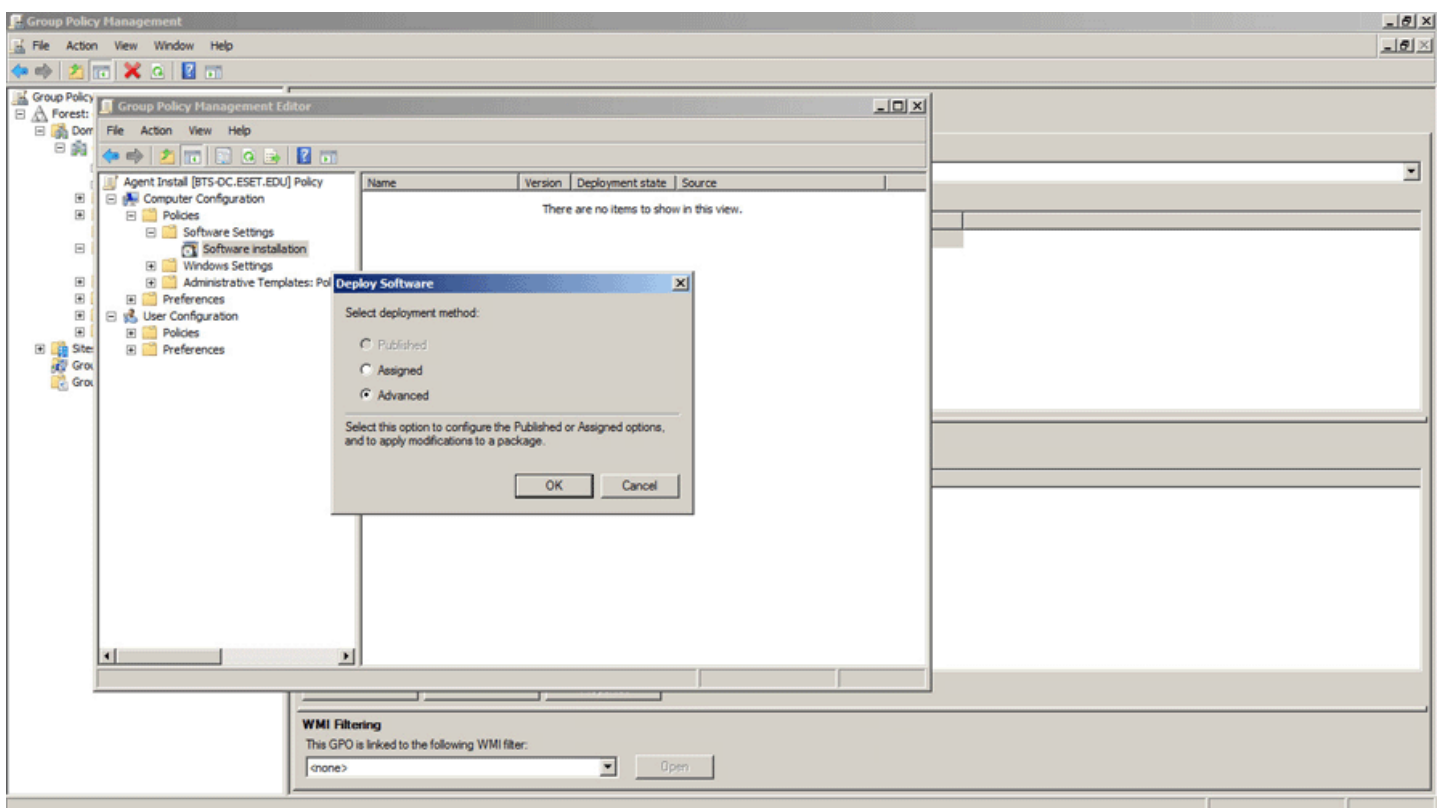 Group Policy Management
File Action View Window Help
Group Policy
Forest:
Dom
Sites
Grou
Grou
Group Policy Management Editor
File Action View Help
Agent Install [BTS-DC.ESET.EDU] Policy
Computer Configuration
Policies
Software Settings
Software installation
Windows Settings
Administrative Templates: Pol
Preferences
User Configuration
Policies
Preferences
Name Version Deployment state Source
There are no items to show in this view.
Deploy Software
Select deployment method:
Published
Assigned
Advanced
Select this option to configure the Published or Assigned options,
and to apply modifications to a package.
OK Cancel
WMI Filtering
This GPO is linked to the following WMI filter:
<none> Open